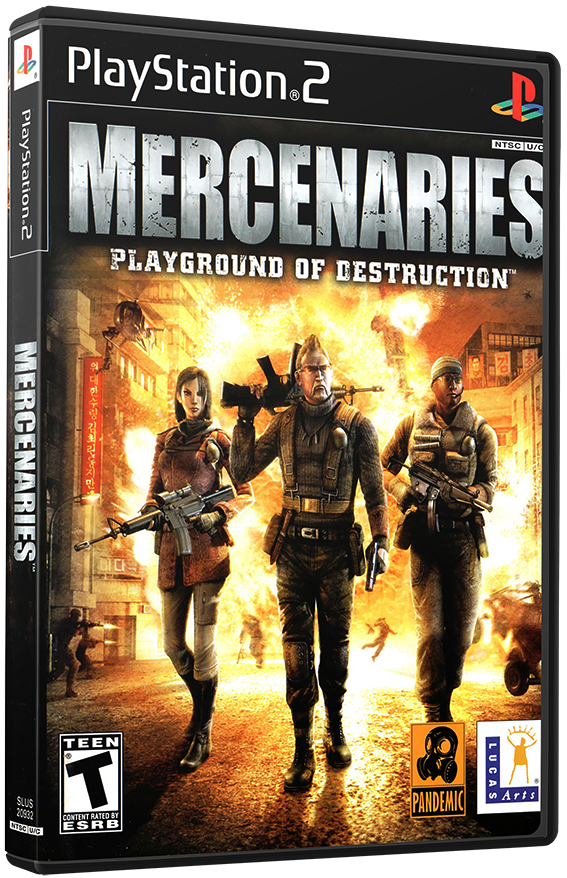 PlayStation®2
NTSC U/C
MERCENARIES
PLAYGROUND OF DESTRUCTION™
TEEN
T
®
CONTENT RATED BY
ESRB
PANDEMIC
LUCAS
Arts
®
PlayStation®2
MERCENARIES™
SLUS
20932
NTSC U/C